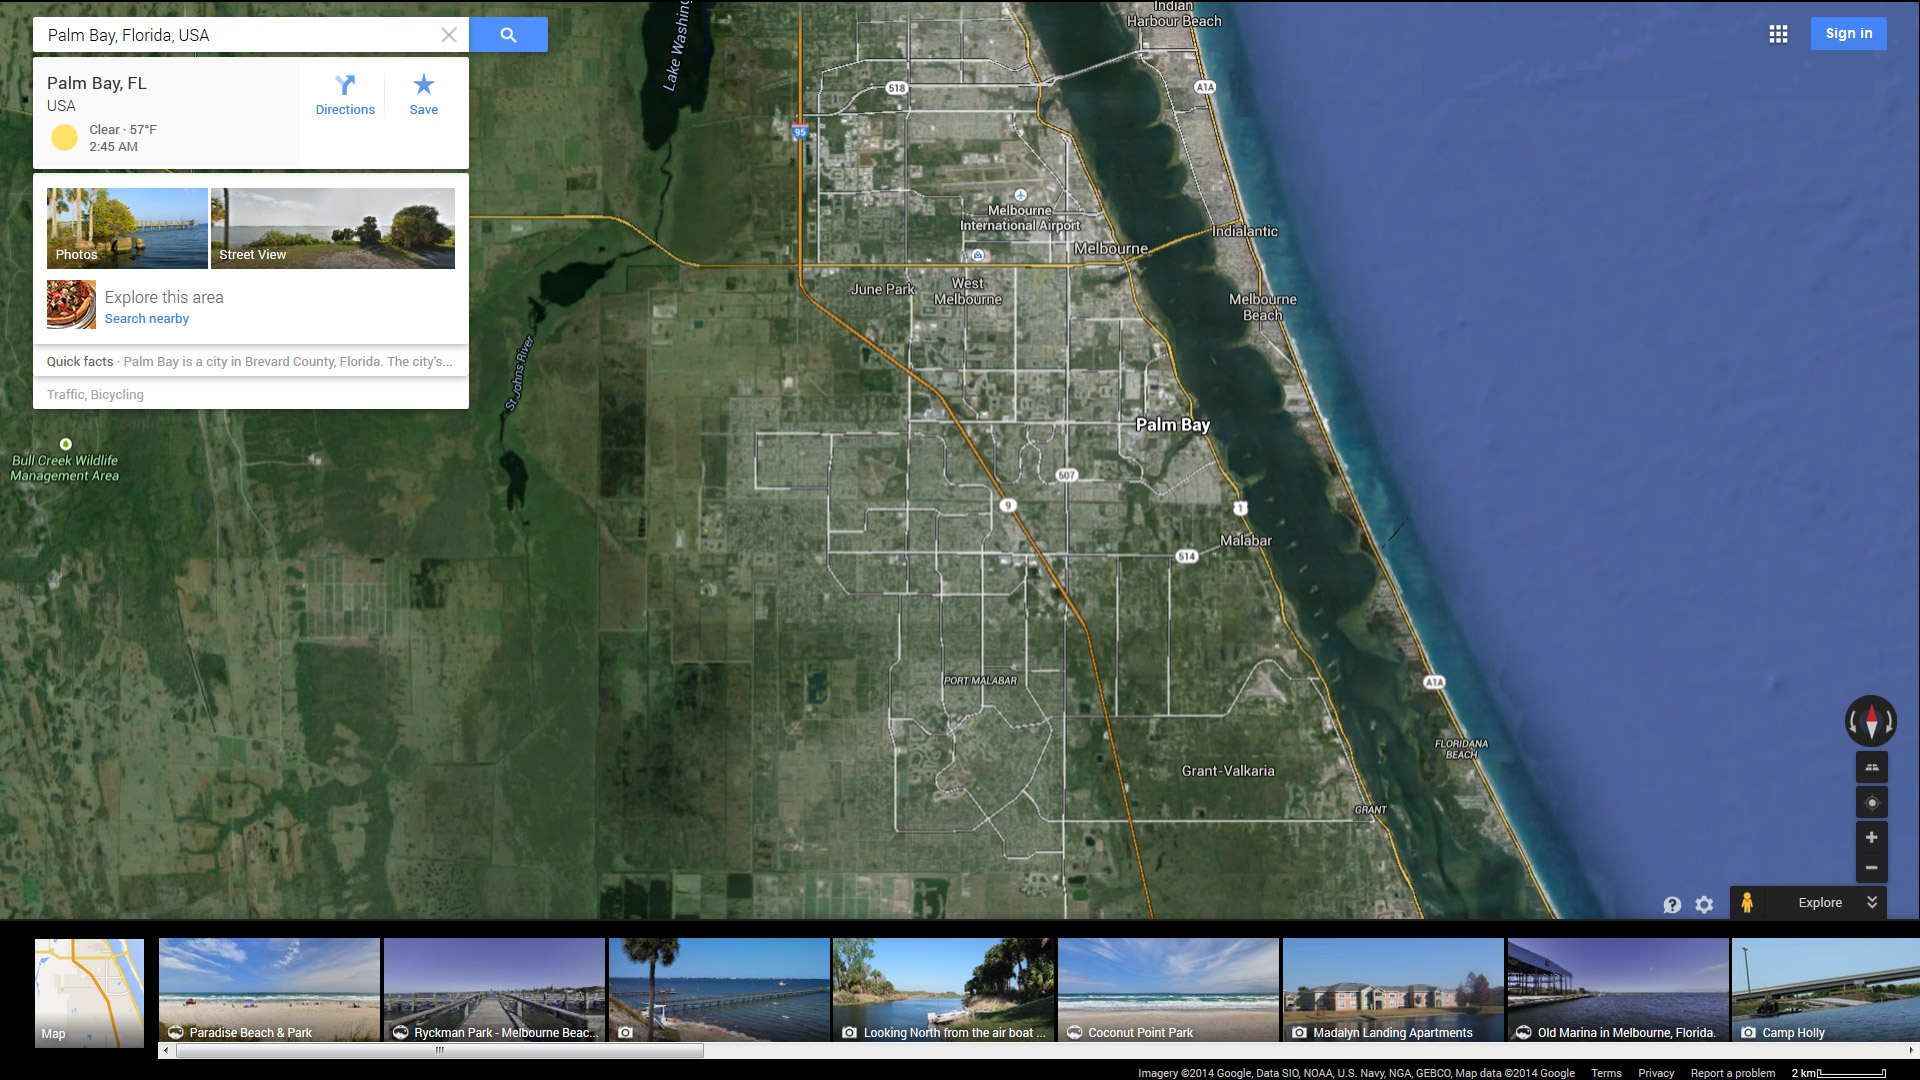 Palm Bay, Florida, USA
Sign in
Palm Bay, FL
USA
Clear · 57°F
2:45 AM
Directions
Save
Photos
Street View
Explore this area
Search nearby
Quick facts · Palm Bay is a city in Brevard County, Florida. The city's...
Traffic, Bicycling
Lake Washing
Indian
Harbour Beach
518
A1A
95
Melbourne
International Airport
Melbourne
Indialantic
June Park
West
Melbourne
Melbourne
Beach
St Johns River
Palm Bay
Bull Creek Wildlife
Management Area
507
9
1
Malabar
514
PORT MALABAR
A1A
FLORIDANA
BEACH
Grant-Valkaria
GRANT
Explore
Map
Paradise Beach & Park
Ryckman Park - Melbourne Beac...
Looking North from the air boat ...
Coconut Point Park
Madalyn Landing Apartments
Old Marina in Melbourne, Florida.
Camp Holly
Imagery ©2014 Google, Data SIO, NOAA, U.S. Navy, NGA, GEBCO, Map data ©2014 Google
Terms
Privacy
Report a problem
2 km